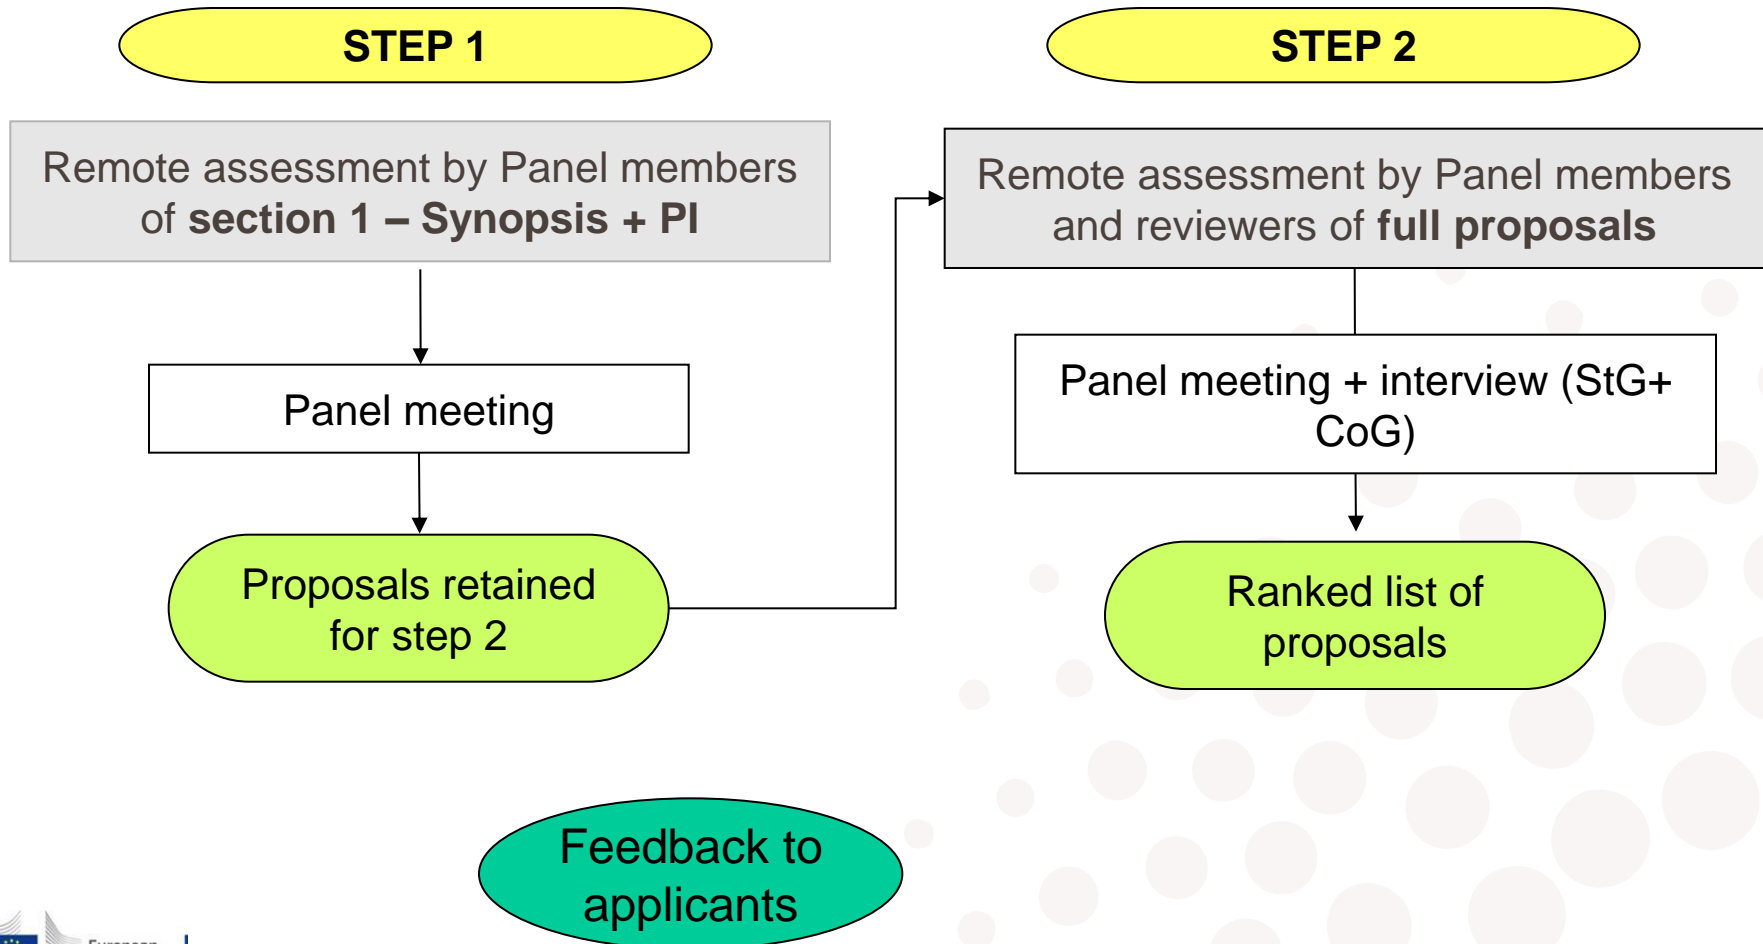 STEP 1
Remote assessment by Panel members
of section 1 – Synopsis + PI
Panel meeting
Proposals retained
for step 2
STEP 2
Remote assessment by Panel members
and reviewers of full proposals
Panel meeting + interview (StG+
CoG)
Ranked list of
proposals
Feedback to
applicants